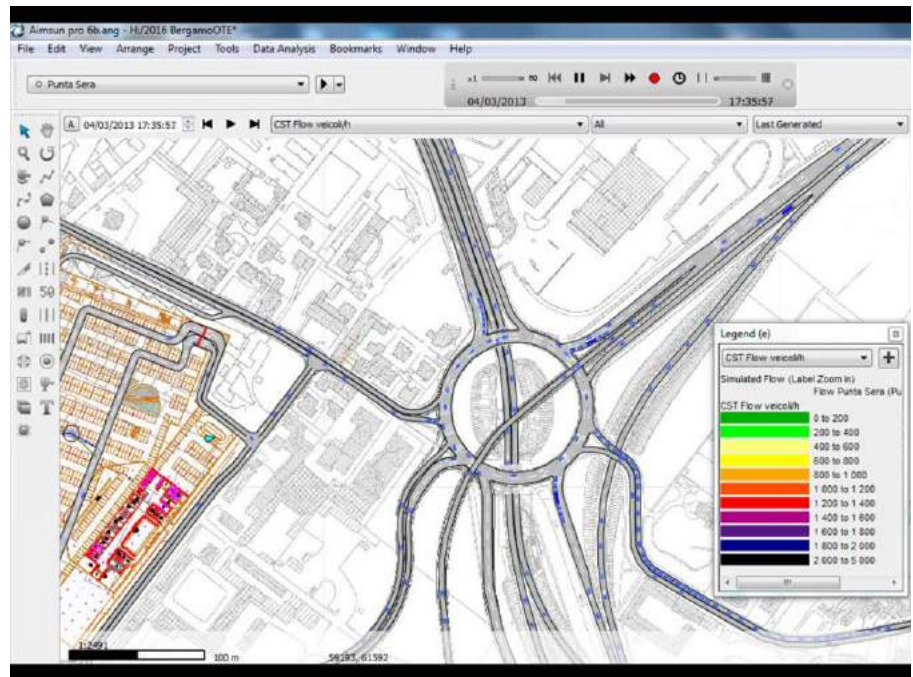 Aimsun pro 6b.ang - H:/2016 BergamoOTE*
File Edit View Arrange Project Tools Data Analysis Bookmarks Window Help
Punta Sera
x1
04/03/2013 17:35:57
A 04/03/2013 17:35:57 CST Flow veicoli/h All Last Generated
50
T
Legend (e)
CST Flow veicoli/h
Simulated Flow (Label Zoom in)
Flow Punta Sera (Pu
CST Flow veicoli/h
0 to 200
200 to 400
400 to 600
600 to 800
800 to 1 000
1 000 to 1 200
1 200 to 1 400
1 400 to 1 600
1 600 to 1 800
1 800 to 2 000
2 000 to 5 000
1:2491
100 m
59193, 61592